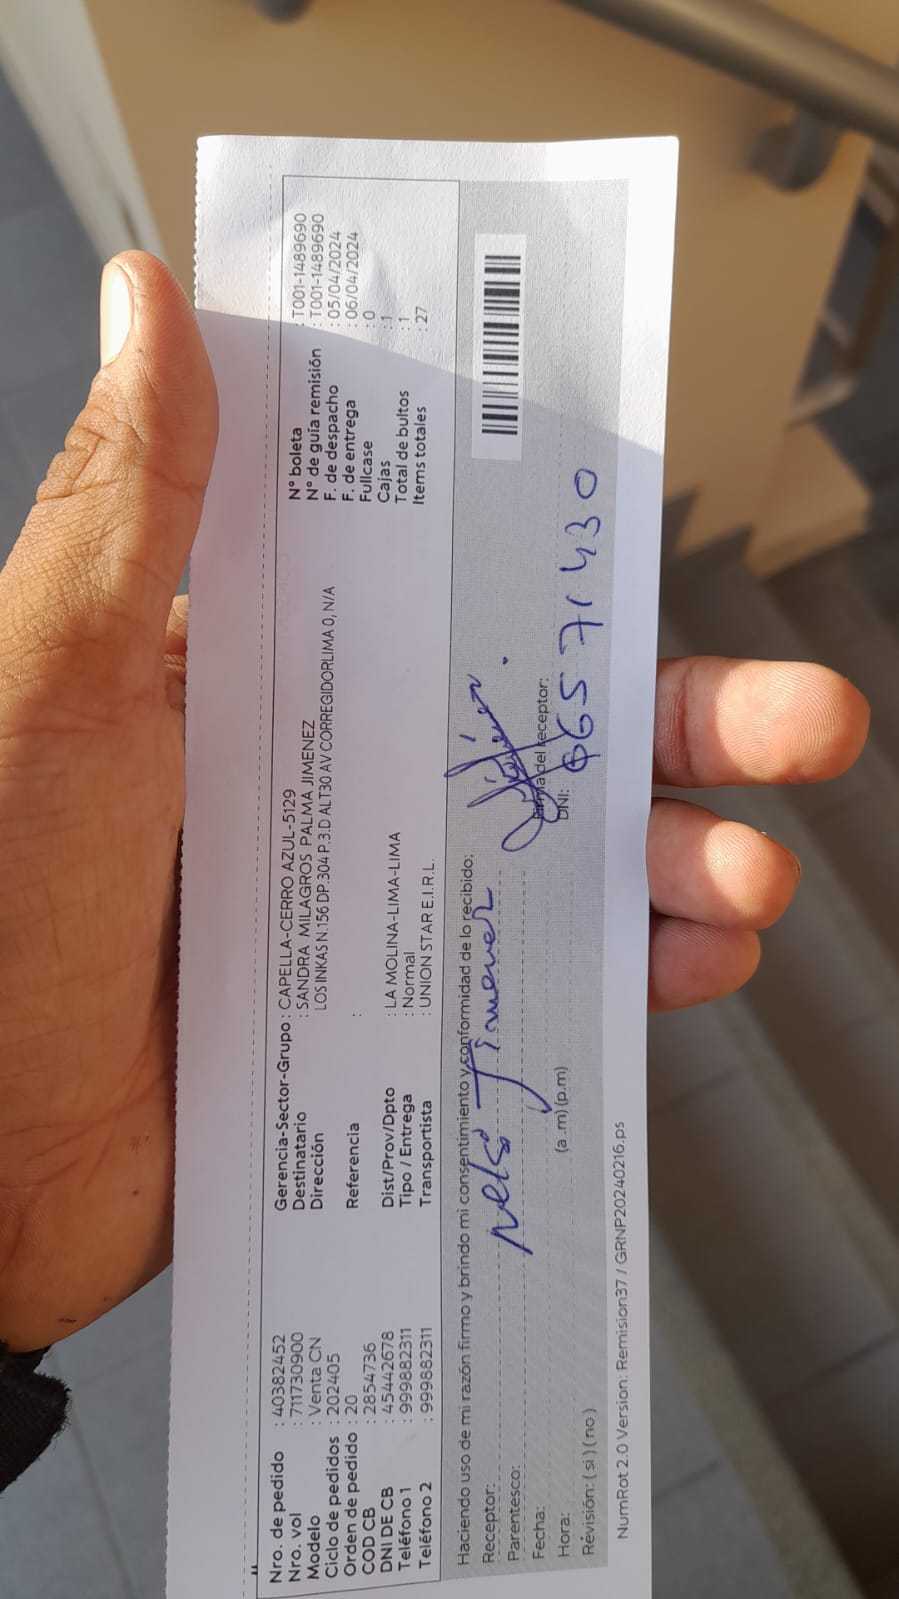 Nro. de pedido : 40382452
Nro. vol : 711730900
Modelo : Venta CN
Ciclo de pedidos : 202405
Orden de pedido : 20
COD CB : 2854736
DNI DE CB : 45442678
Teléfono 1 : 999882311
Teléfono 2 : 999882311
Gerencia-Sector-Grupo : CAPELLA-CERRO AZUL-5129
Destinatario : SANDRA MILAGROS PALMA JIMENEZ
Dirección LOS INKAS N.156 DP.304 P.3.D ALT30 AV CORREGIDORLIMA 0, N/A
Referencia :
Dist/Prov/Dpto : LA MOLINA-LIMA-LIMA
Tipo / Entrega : Normal
Transportista : UNION STAR E.I.R.L.
N° boleta : T001-1489690
N° de guía remisión : T001-1489690
F. de despacho : 05/04/2024
F. de entrega : 06/04/2024
Fullcase : 0
Cajas : 1
Total de bultos : 1
Items totales : 27
Haciendo uso de mi razón firmo y brindo mi consentimiento y conformidad de lo recibido:
Receptor:
Parentesco:
Fecha:
Hora: (a .m) (p.m)
Revisión: ( si ) ( no )
Firma del receptor:
DNI: 06571430
NumRot 2.0 Version: Remision37 / GRNP20240216.ps